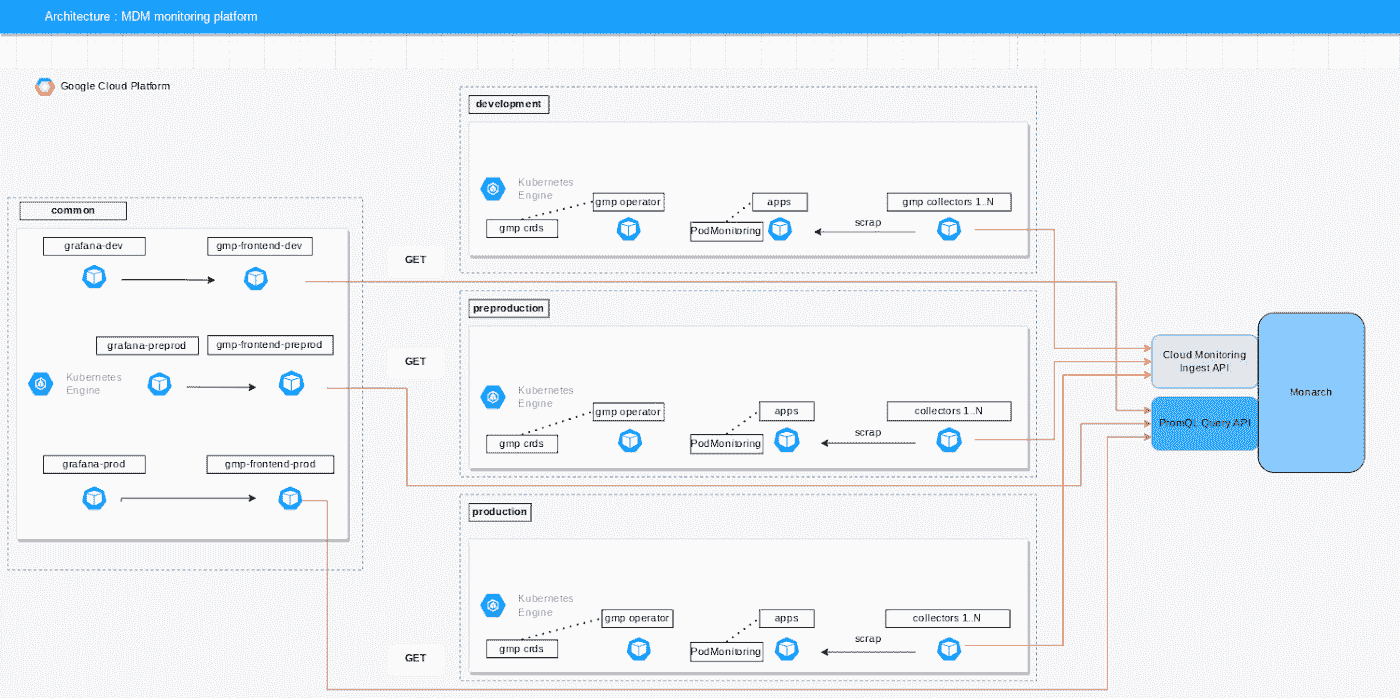 Architecture : MDM monitoring platform
Google Cloud Platform
common
grafana-dev
gmp-frontend-dev
grafana-preprod
gmp-frontend-preprod
Kubernetes
Engine
grafana-prod
gmp-frontend-prod
GET
GET
GET
development
Kubernetes
Engine
gmp operator
gmp crds
apps
PodMonitoring
scrap
gmp collectors 1..N
preproduction
Kubernetes
Engine
gmp operator
gmp crds
apps
PodMonitoring
scrap
collectors 1..N
production
Kubernetes
Engine
gmp operator
gmp crds
apps
PodMonitoring
scrap
collectors 1..N
Cloud Monitoring
Ingest API
PromQL Query API
Monarch